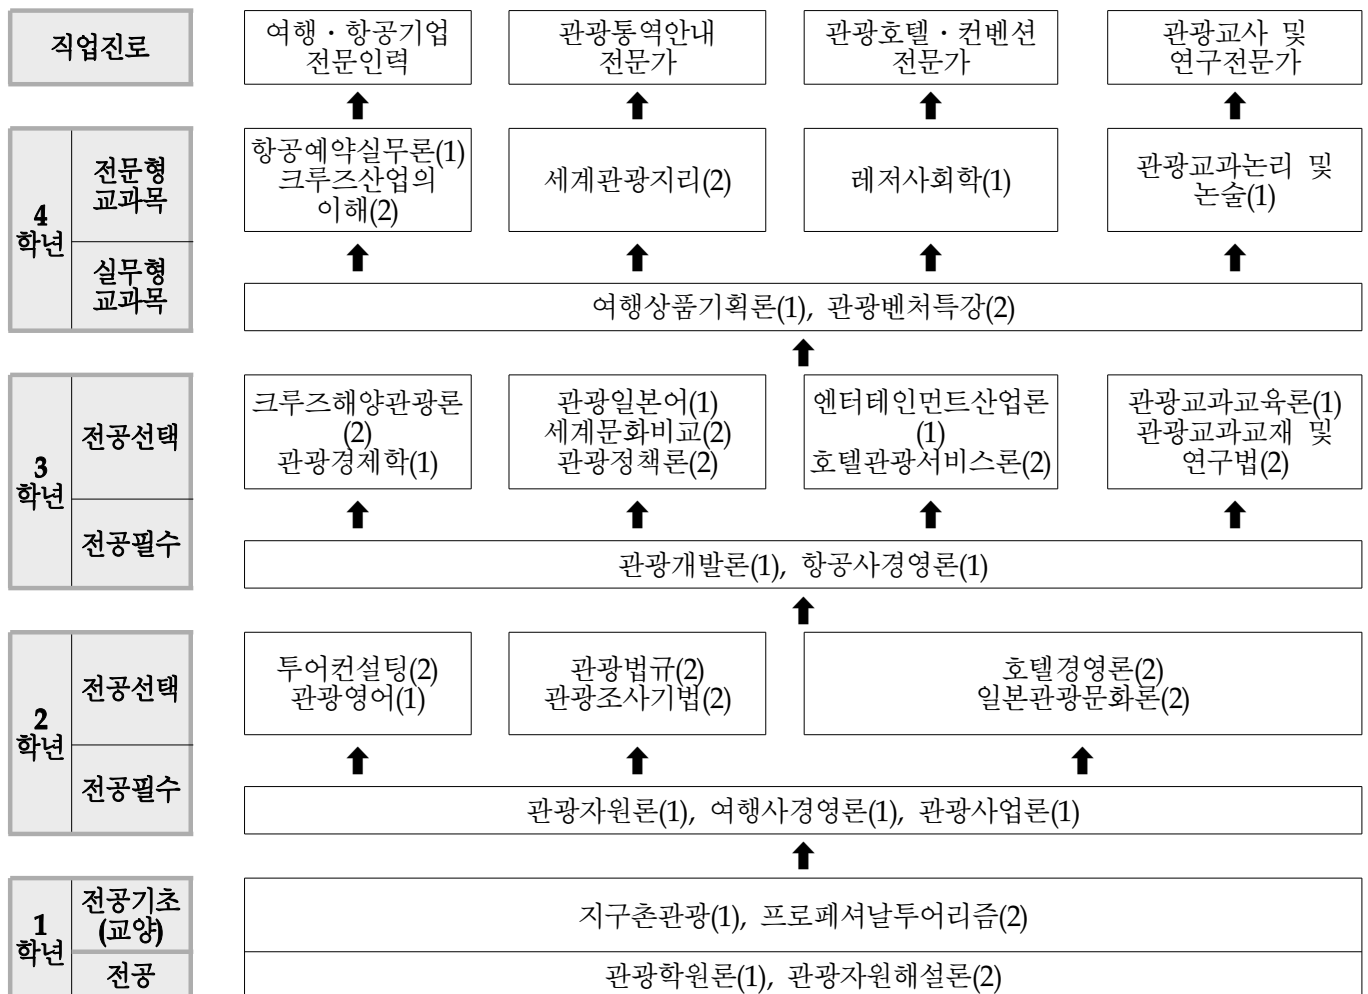 직업진로
여행·항공기업
전문인력
관광통역안내
전문가
관광호텔·컨벤션
전문가
관광교사 및
연구전문가
4
학년
전문형
교과목
항공예약실무론(1)
크루즈산업의
이해(2)
세계관광지리(2)
레저사회학(1)
관광교과논리 및
논술(1)
실무형
교과목
여행상품기획론(1), 관광벤처특강(2)
3
학년
전공선택
크루즈해양관광론
(2)
관광경제학(1)
관광일본어(1)
세계문화비교(2)
관광정책론(2)
엔터테인먼트산업론
(1)
호텔관광서비스론(2)
관광교과교육론(1)
관광교과교재 및
연구법(2)
전공필수
관광개발론(1), 항공사경영론(1)
2
학년
전공선택
투어컨설팅(2)
관광영어(1)
관광법규(2)
관광조사기법(2)
호텔경영론(2)
일본관광문화론(2)
전공필수
관광자원론(1), 여행사경영론(1), 관광사업론(1)
1
학년
전공기초
(교양)
지구촌관광(1), 프로페셔날투어리즘(2)
전공
관광학원론(1), 관광자원해설론(2)